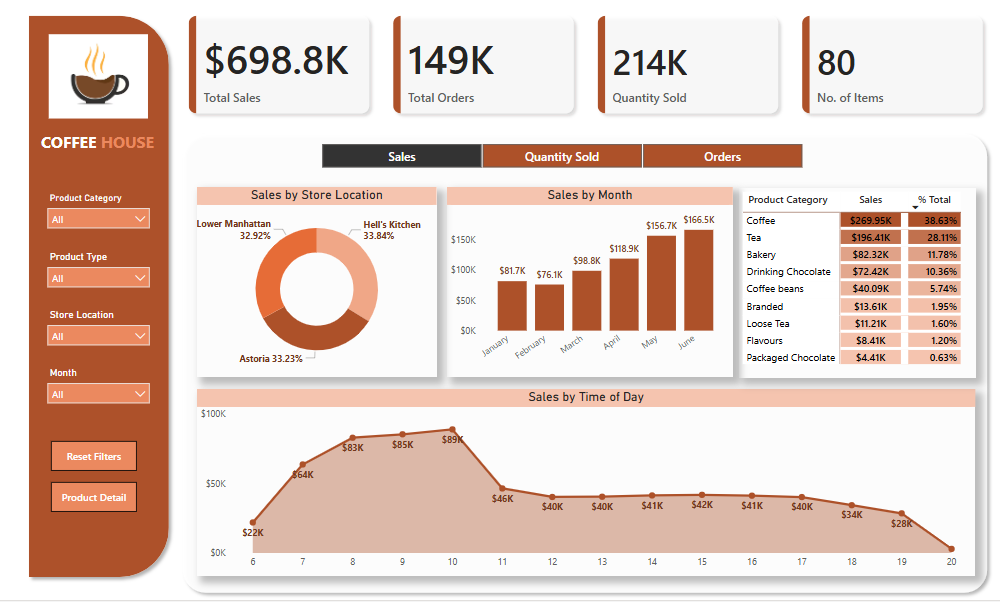 COFFEE HOUSE
Product Category
All
Product Type
All
Store Location
All
Month
All
Reset Filters
Product Detail
$698.8K
Total Sales
149K
Total Orders
214K
Quantity Sold
80
No. of Items
Sales
Quantity Sold
Orders
Sales by Store Location
Lower Manhattan
32.92%
Hell's Kitchen
33.84%
Astoria 33.23%
Sales by Month
$150K
$100K
$50K
$0K
$81.7K
$76.1K
$98.8K
$118.9K
$156.7K
$166.5K
January
February
March
April
May
June
Product Category Sales % Total
Coffee $269.95K 38.63%
Tea $196.41K 28.11%
Bakery $82.32K 11.78%
Drinking Chocolate $72.42K 10.36%
Coffee beans $40.09K 5.74%
Branded $13.61K 1.95%
Loose Tea $11.21K 1.60%
Flavours $8.41K 1.20%
Packaged Chocolate $4.41K 0.63%
Sales by Time of Day
$100K
$50K
$0K
$22K
$64K
$83K
$85K
$89K
$46K
$40K
$40K
$41K
$42K
$41K
$40K
$34K
$28K
6 7 8 9 10 11 12 13 14 15 16 17 18 19 20